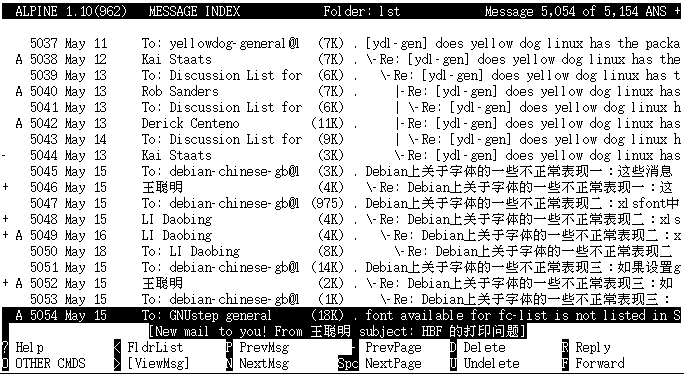 ALPINE 1.10(962) MESSAGE INDEX Folder: lst Message 5,054 of 5,154 ANS +
5037 May 11 To: yellowdog-general@l (7K) . [ydl-gen] does yellow dog linux has the packa
A 5038 May 12 Kai Staats (7K) . \-Re: [ydl-gen] does yellow dog linux has the
5039 May 13 To: Discussion List for (6K) . \-Re: [ydl-gen] does yellow dog linux has t
A 5040 May 13 Rob Sanders (7K) . |-Re: [ydl-gen] does yellow dog linux has
5041 May 13 To: Discussion List for (6K) . | \-Re: [ydl-gen] does yellow dog linux h
A 5042 May 13 Derick Centeno (11K) . |-Re: [ydl-gen] does yellow dog linux has
5043 May 14 To: Discussion List for (9K) . | \-Re: [ydl-gen] does yellow dog linux h
- 5044 May 13 Kai Staats (3K) . \-Re: [ydl-gen] does yellow dog linux has
5045 May 15 To: debian-chinese-gb@l (3K) . Debian上关于字体的一些不正常表现一:这些消息
+ 5046 May 15 王聪明 (4K) . \-Re: Debian上关于字体的一些不正常表现一:这
5047 May 15 To: debian-chinese-gb@l (975) . Debian上关于字体的一些不正常表现二:xlsfont中
+ 5048 May 15 LI Daobing (4K) . \-Re: Debian上关于字体的一些不正常表现二:xls
+ A 5049 May 16 LI Daobing (4K) . \-Re: Debian上关于字体的一些不正常表现二:x
5050 May 18 To: LI Daobing (8K) . \-Re: Debian上关于字体的一些不正常表现二
5051 May 15 To: debian-chinese-gb@l (14K) . Debian上关于字体的一些不正常表现三:如果设置g
+ A 5052 May 15 王聪明 (2K) . \-Re: Debian上关于字体的一些不正常表现三:如
5053 May 15 To: debian-chinese-gb@l (1K) . \-Re: Debian上关于字体的一些不正常表现三:
A 5054 May 15 To: GNUstep general (18K) . font available for fc-list is not listed in S
[New mail to you! From 王聪明 subject: HBF 的打印问题]
? Help < FldrList P PrevMsg - PrevPage D Delete R Reply
O OTHER CMDS > [ViewMsg] N NextMsg Spc NextPage U Undelete F Forward